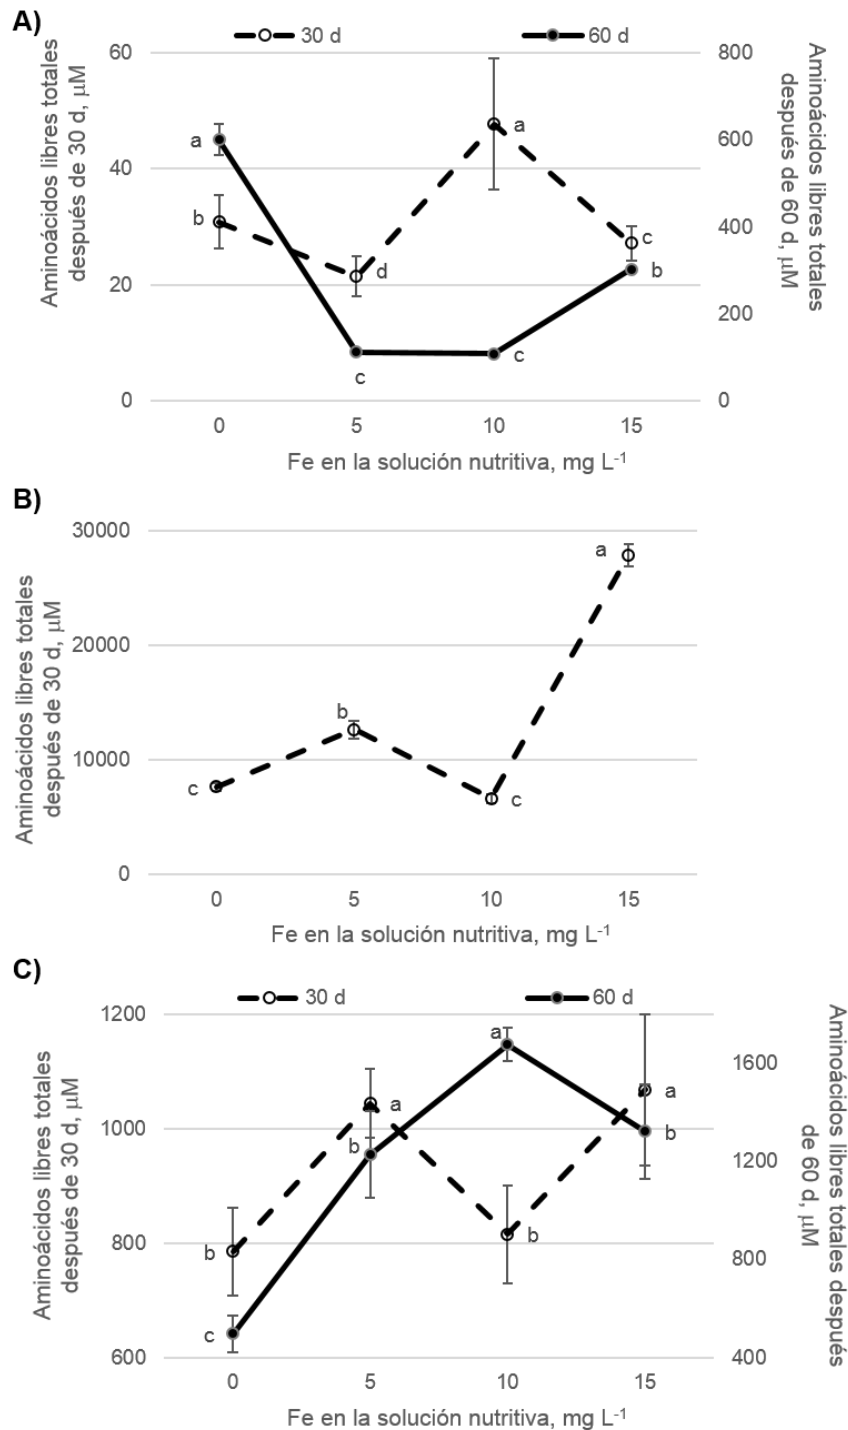 A)
30 d
60 d
Aminoácidos libres totales
después de 30 d, μM
Aminoácidos libres totales
después de 60 d, μM
60
40
20
0
800
600
400
200
0
a
b
d
a
c
b
c
c
0 5 10 15
Fe en la solución nutritiva, mg L-1
B)
Aminoácidos libres totales
después de 30 d, μM
30000
20000
10000
0
a
b
c
c
0 5 10 15
Fe en la solución nutritiva, mg L-1
C)
30 d
60 d
Aminoácidos libres totales
después de 30 d, μM
Aminoácidos libres totales después
de 60 d, μM
1200
1000
800
600
1600
1200
800
400
a
a
a
b
b
b
b
c
0 5 10 15
Fe en la solución nutritiva, mg L-1